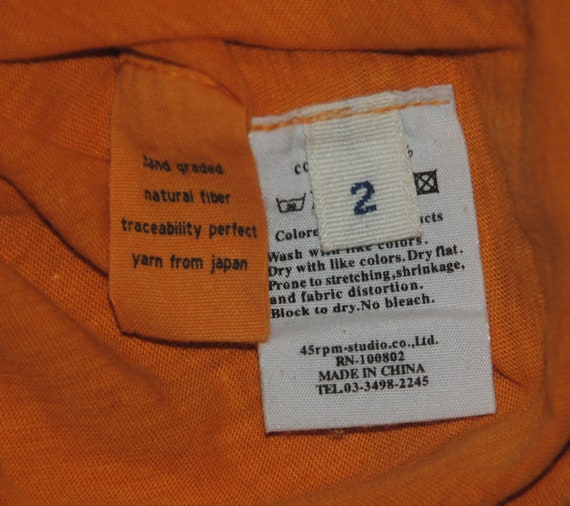 hand graded
natural fiber
traceability perfect
yarn from japan
2
Wash with like colors.
Dry with like colors. Dry flat.
Prone to stretching,shrinkage,
and fabric distortion.
Block to dry.No bleach.
45rpm-studio.co.,Ltd.
RN-100802
MADE IN CHINA
TEL.03-3498-2245